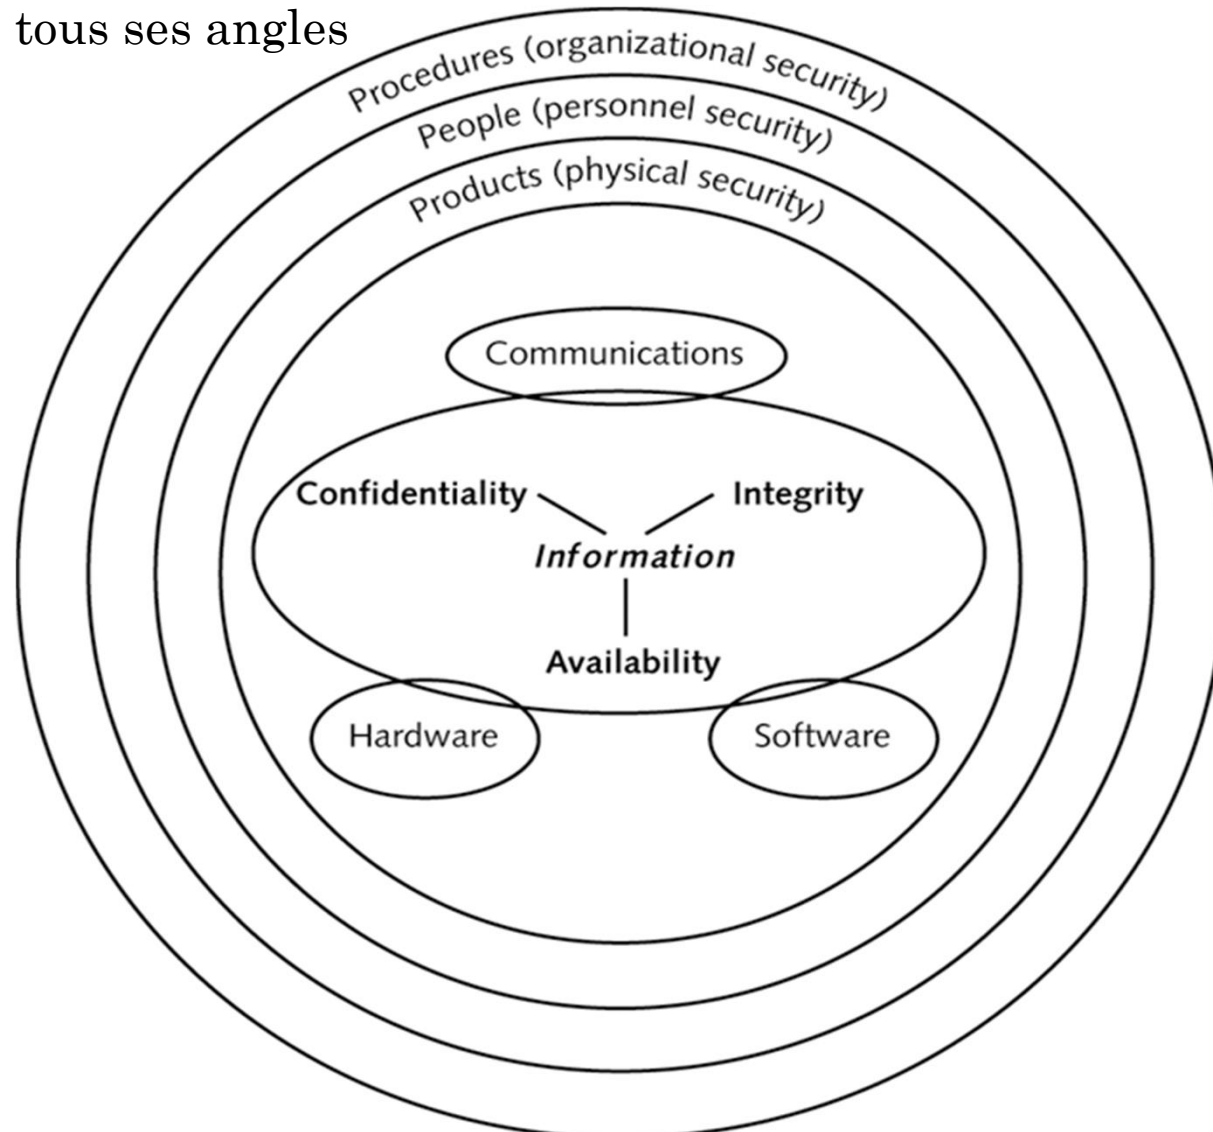 tous ses angles
Procedures (organizational security)
People (personnel security)
Products (physical security)
Communications
Confidentiality
Integrity
Information
Availability
Hardware
Software